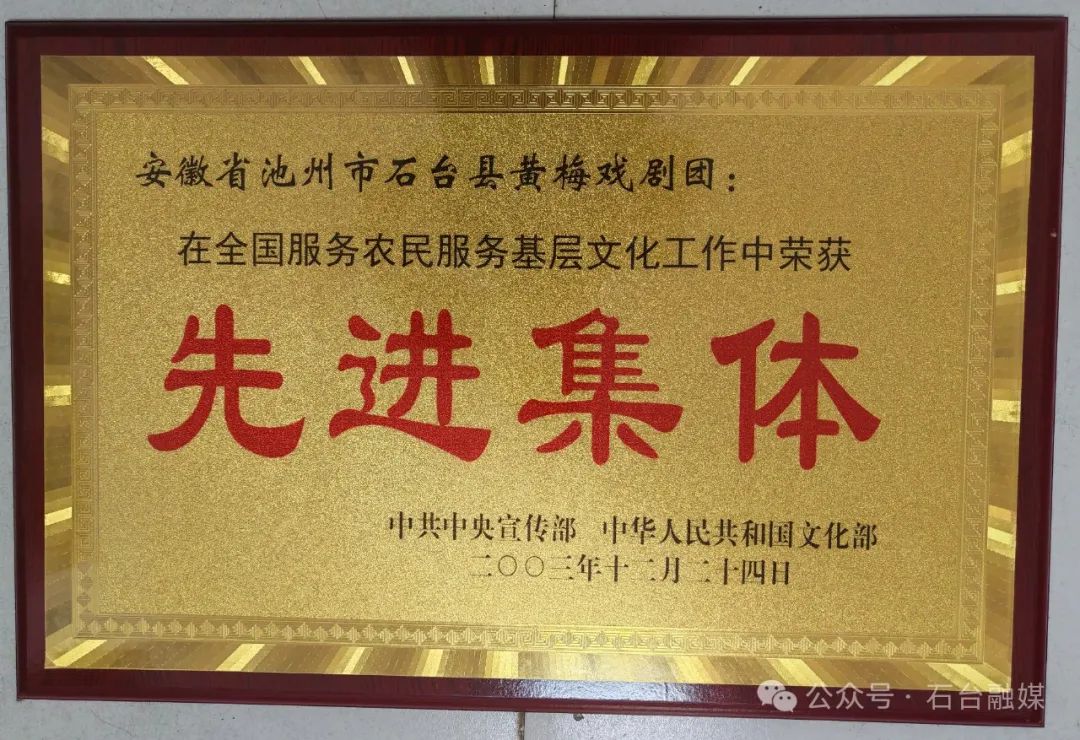 安徽省池州市石台县黄梅戏剧团：
在全国服务农民服务基层文化工作中荣获
先进集体
中共中央宣传部 中华人民共和国文化部
二〇〇三年十二月二十四日
公众号·石台融媒